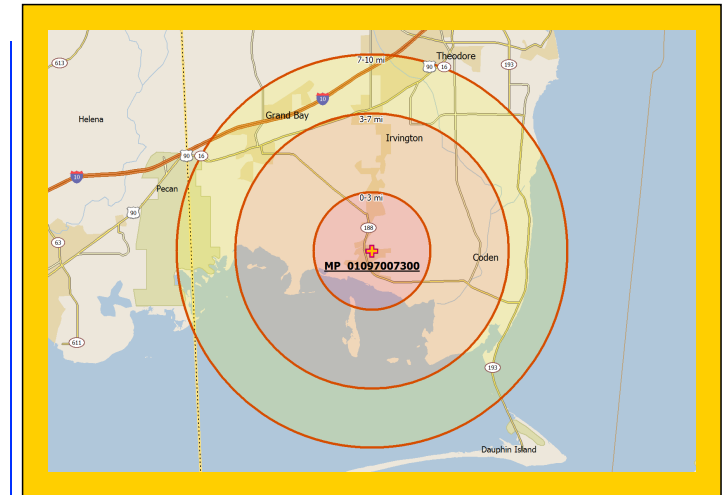 7-10 mi
Theodore
613
90
16
193
10
Grand Bay
Helena
3-7 mi
Irvington
90
16
10
Pecan
0-3 mi
90
188
63
MP 01097007300
Coden
611
193
Dauphin Island